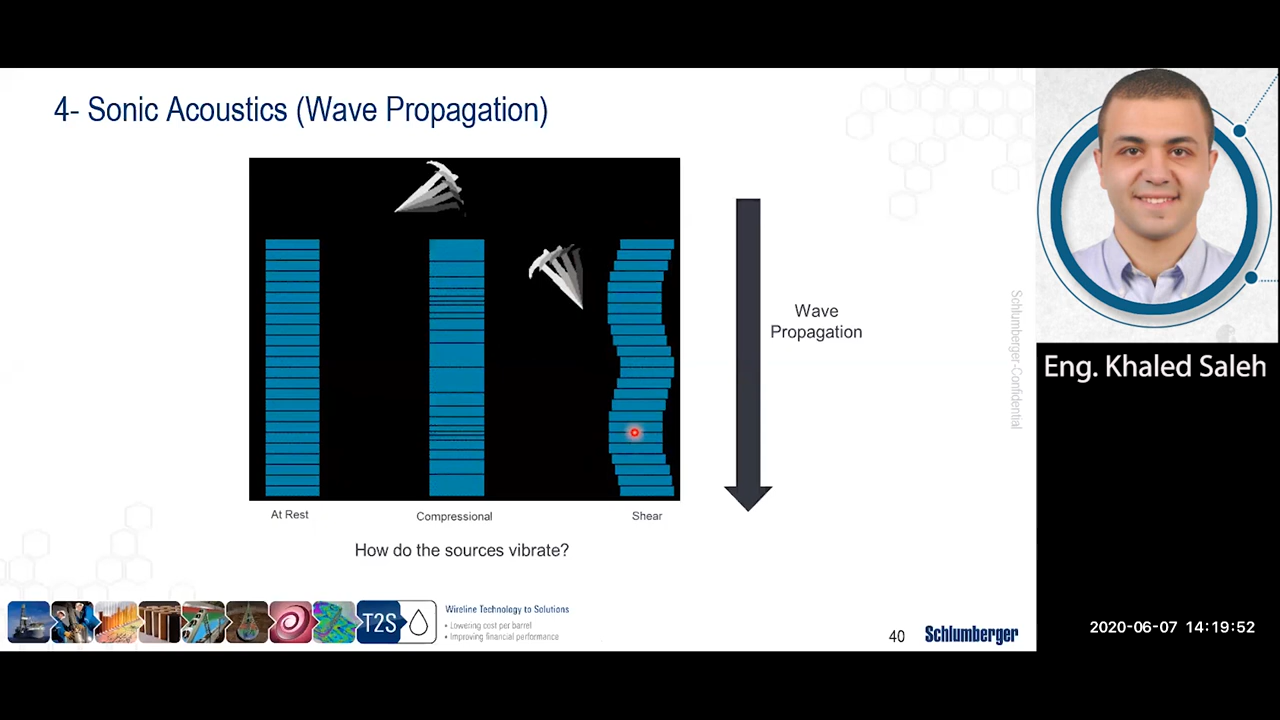 4- Sonic Acoustics (Wave Propagation)
Wave
Propagation
At Rest
Compressional
Shear
How do the sources vibrate?
Schlumberger-Confidential
T2S
Wireline Technology to Solutions
• Lowering cost per barrel
• Improving financial performance
40
Schlumberger
Eng. Khaled Saleh
2020-06-07 14:19:52